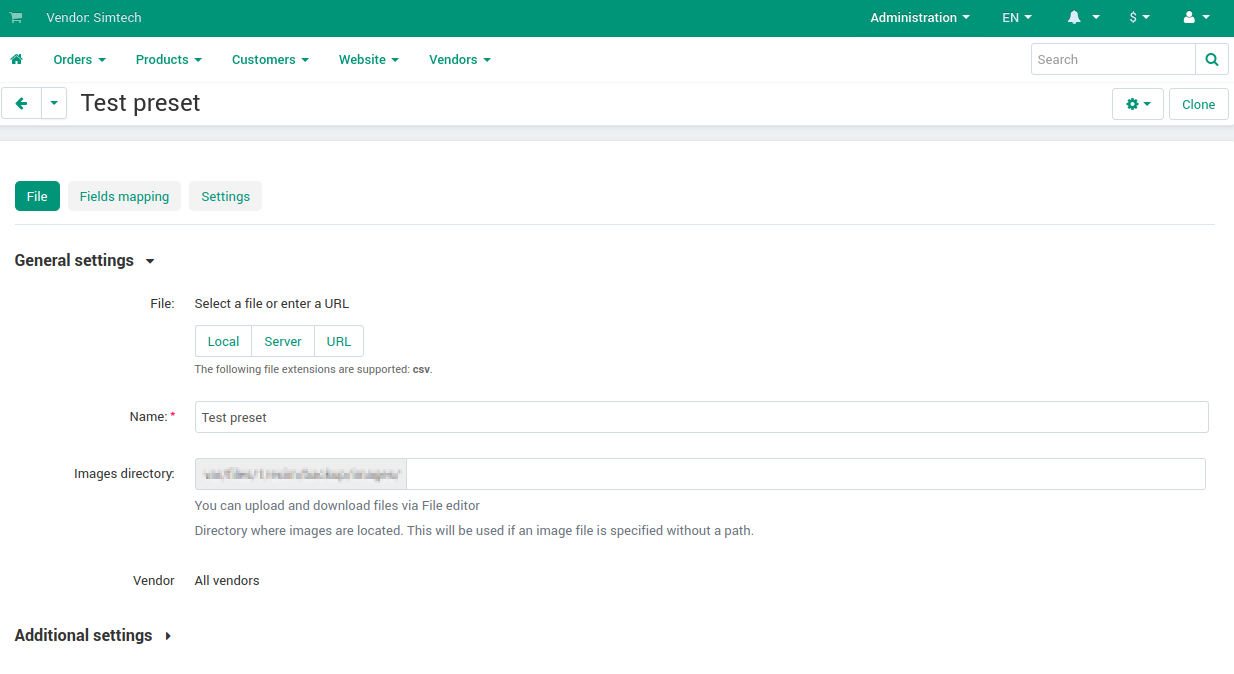 Vendor: Simtech Administration EN $
Orders Products Customers Website Vendors Search
Test preset Clone
File Fields mapping Settings
General settings
File: Select a file or enter a URL
Local Server URL
The following file extensions are supported: csv.
Name: * Test preset
Images directory:
You can upload and download files via File editor
Directory where images are located. This will be used if an image file is specified without a path.
Vendor All vendors
Additional settings